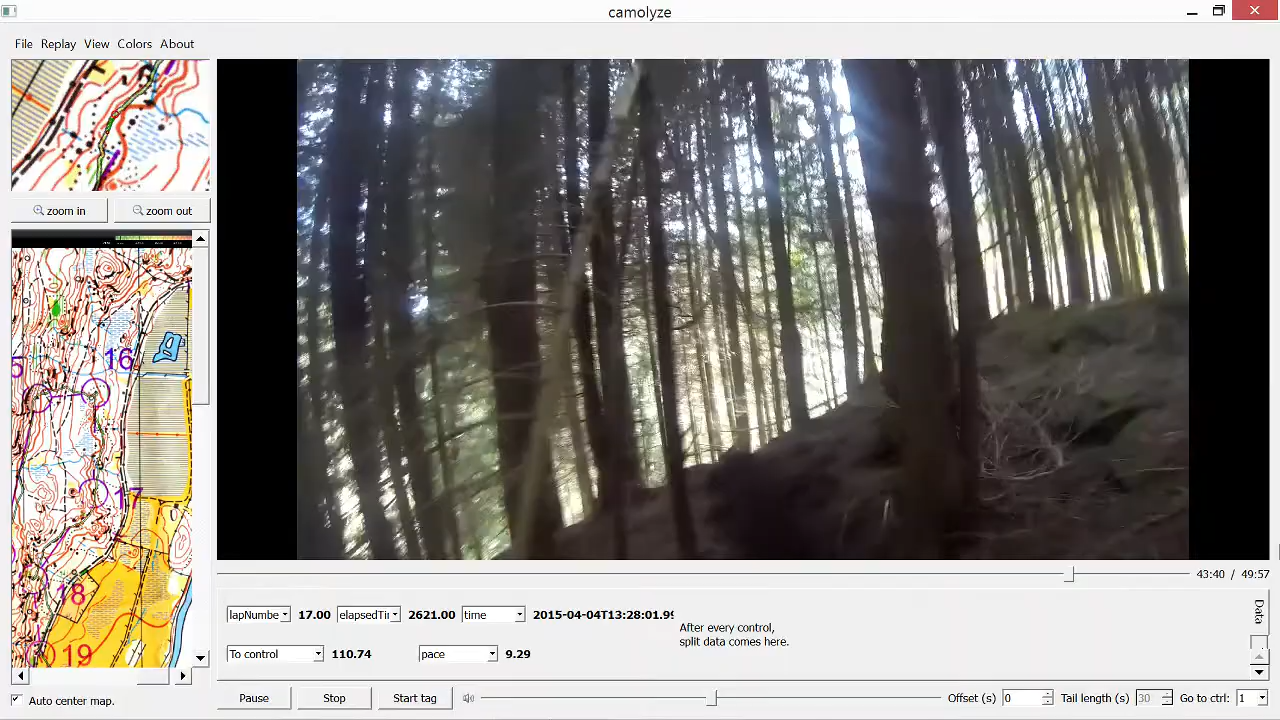 camolyze
File Replay View Colors About
zoom in zoom out
16
5
17
18
19
43:40 / 49:57
lapNumbe 17.00 elapsedTii 2621.00 time 2015-04-04T13:28:01.99
After every control,
split data comes here.
To control 110.74 pace 9.29
Data
Auto center map.
Pause Stop Start tag Offset (s) 0 Tail length (s) 30 Go to ctrl: 1